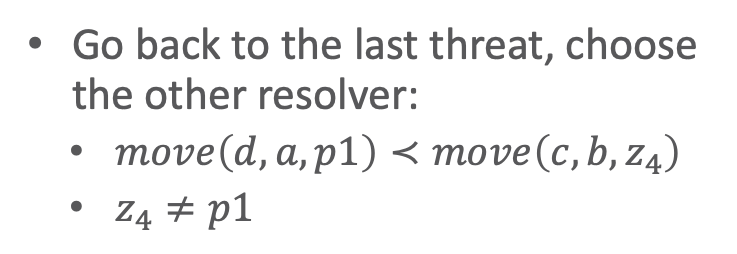 • Go back to the last threat, choose
the other resolver:
• move(d, a, p1) ≺ move(c, b, z₄)
• z₄ ≠ p1